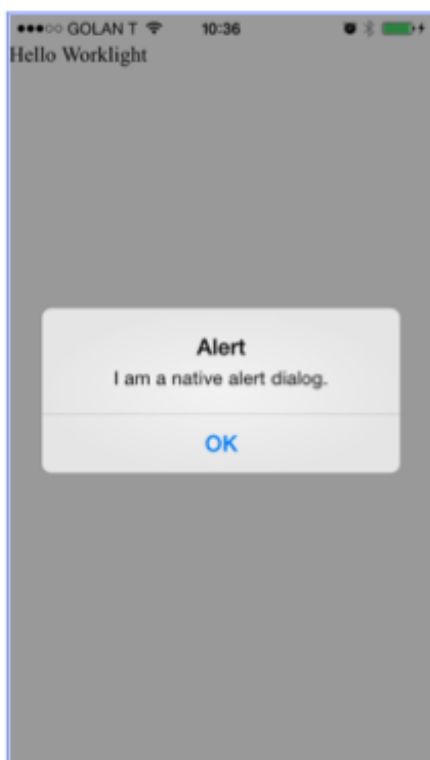 GOLAN T 10:36
Hello Worklight
Alert
I am a native alert dialog.
OK